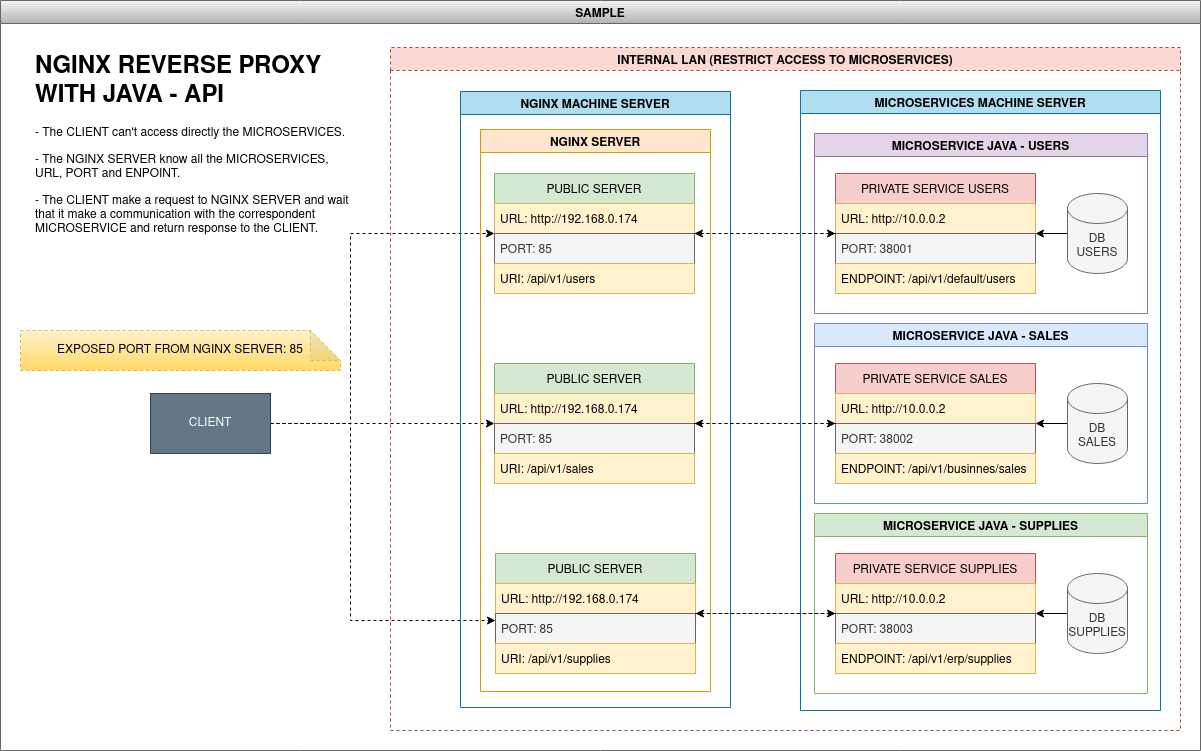 SAMPLE
NGINX REVERSE PROXY
WITH JAVA - API
- The CLIENT can't access directly the MICROSERVICES.
- The NGINX SERVER know all the MICROSERVICES,
URL, PORT and ENPOINT.
- The CLIENT make a request to NGINX SERVER and wait
that it make a communication with the correspondent
MICROSERVICE and return response to the CLIENT.
EXPOSED PORT FROM NGINX SERVER: 85
CLIENT
INTERNAL LAN (RESTRICT ACCESS TO MICROSERVICES)
NGINX MACHINE SERVER
NGINX SERVER
PUBLIC SERVER
URL: http://192.168.0.174
PORT: 85
URI: /api/v1/users
PUBLIC SERVER
URL: http://192.168.0.174
PORT: 85
URI: /api/v1/sales
PUBLIC SERVER
URL: http://192.168.0.174
PORT: 85
URI: /api/v1/supplies
MICROSERVICES MACHINE SERVER
MICROSERVICE JAVA - USERS
PRIVATE SERVICE USERS
URL: http://10.0.0.2
PORT: 38001
ENDPOINT: /api/v1/default/users
DB
USERS
MICROSERVICE JAVA - SALES
PRIVATE SERVICE SALES
URL: http://10.0.0.2
PORT: 38002
ENDPOINT: /api/v1/businnes/sales
DB
SALES
MICROSERVICE JAVA - SUPPLIES
PRIVATE SERVICE SUPPLIES
URL: http://10.0.0.2
PORT: 38003
ENDPOINT: /api/v1/erp/supplies
DB
SUPPLIES